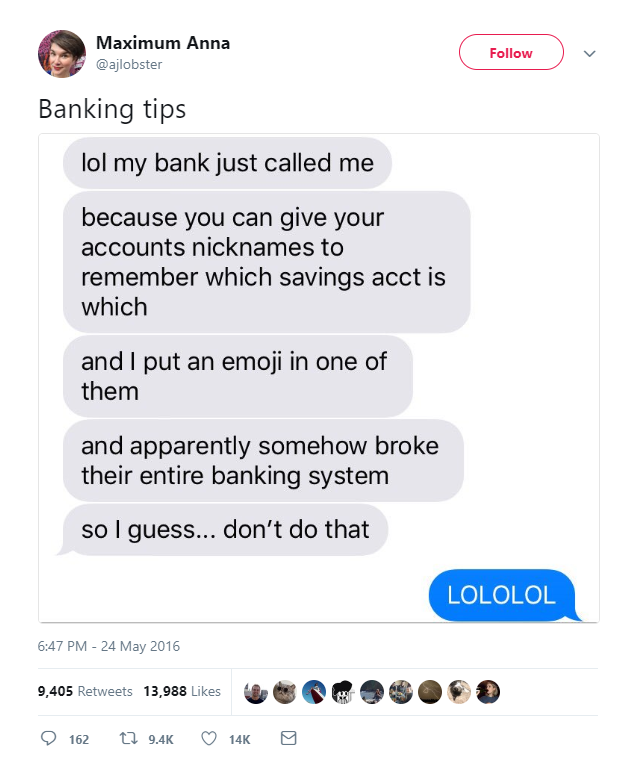 Maximum Anna
@ajlobster
Follow
Banking tips
lol my bank just called me
because you can give your
accounts nicknames to
remember which savings acct is
which
and I put an emoji in one of
them
and apparently somehow broke
their entire banking system
so I guess... don't do that
LOLOLOL
6:47 PM - 24 May 2016
9,405 Retweets 13,988 Likes
162 9.4K 14K